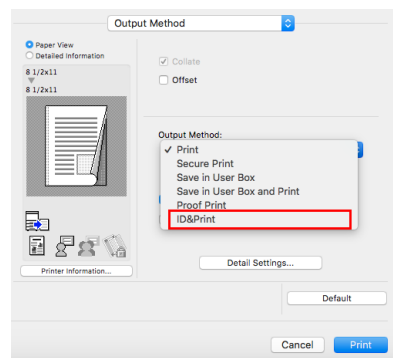 Output Method
Paper View
Detailed Information
8 1/2x11
8 1/2x11
Collate
Offset
Output Method:
✓ Print
Secure Print
Save in User Box
Save in User Box and Print
Proof Print
ID&Print
Printer Information...
Detail Settings...
Default
Cancel
Print